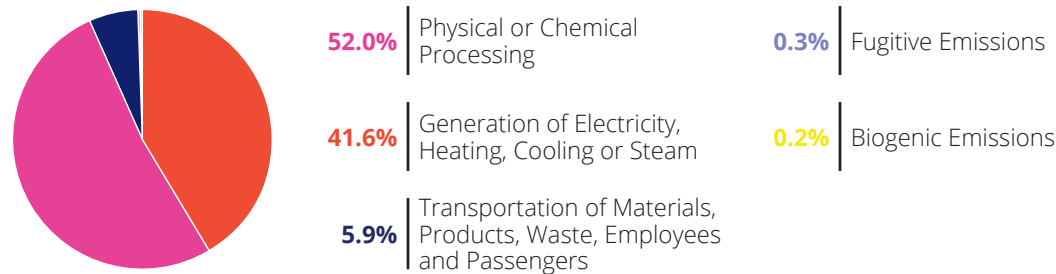 52.0%
Physical or Chemical
Processing
41.6%
Generation of Electricity,
Heating, Cooling or Steam
5.9%
Transportation of Materials,
Products, Waste, Employees
and Passengers
0.3%
Fugitive Emissions
0.2%
Biogenic Emissions